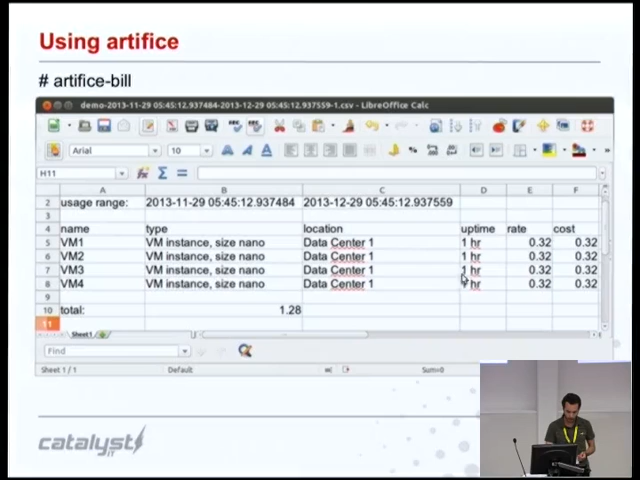 Using artifice
# artifice-bill
demo-2013-11-29 05:45:12.937484-2013-12-29 05:45:12.937559-1.csv - LibreOffice Calc
Arial 10
H11
A B C D E F
2 usage range: 2013-11-29 05:45:12.937484 2013-12-29 05:45:12.937559
3
4 name type location uptime rate cost
5 VM1 VM instance, size nano Data Center 1 1 hr 0.32 0.32
6 VM2 VM instance, size nano Data Center 1 1 hr 0.32 0.32
7 VM3 VM instance, size nano Data Center 1 1 hr 0.32 0.32
8 VM4 VM instance, size nano Data Center 1 hr 0.32 0.32
9
10 total: 1.28
11
Sheet1
Find
Sheet 1 / 1 Default Sum=0
catalyst IT